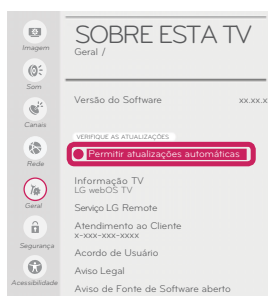 SOBRE ESTA TV
Geral /
Imagem
Som
Canais
Rede
Geral
Segurança
Acessibilidade
Versão do Software xx.xx.x
VERIFIQUE AS ATUALIZAÇÕES
Permitir atualizações automáticas
Informação TV
LG webOS TV
Serviço LG Remote
Atendimento ao Cliente
x-xxx-xxx-xxxx
Acordo de Usuário
Aviso Legal
Aviso de Fonte de Software aberto